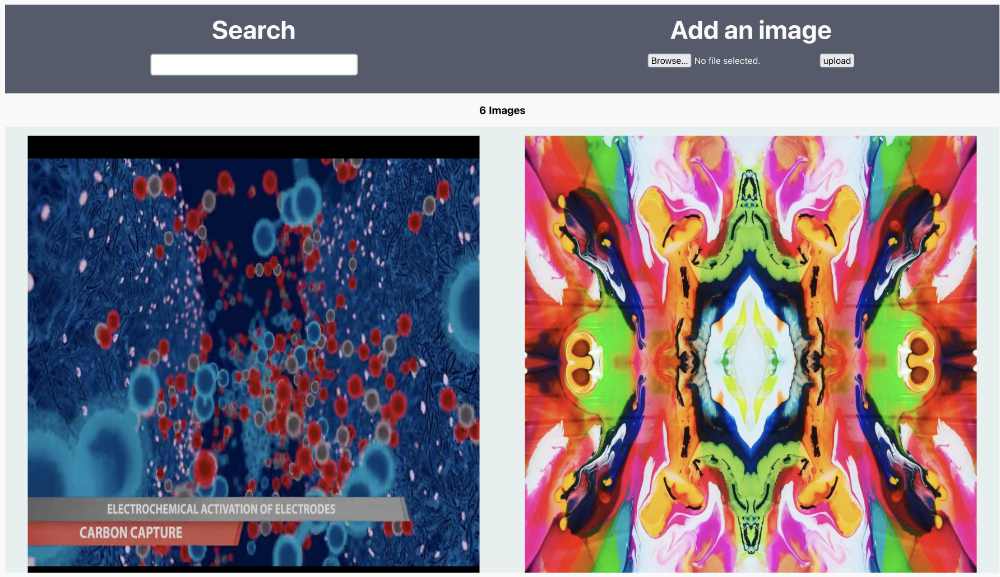 Search
Add an image
Browse... No file selected.
upload
6 Images
ELECTROCHEMICAL ACTIVATION OF ELECTRODES
CARBON CAPTURE